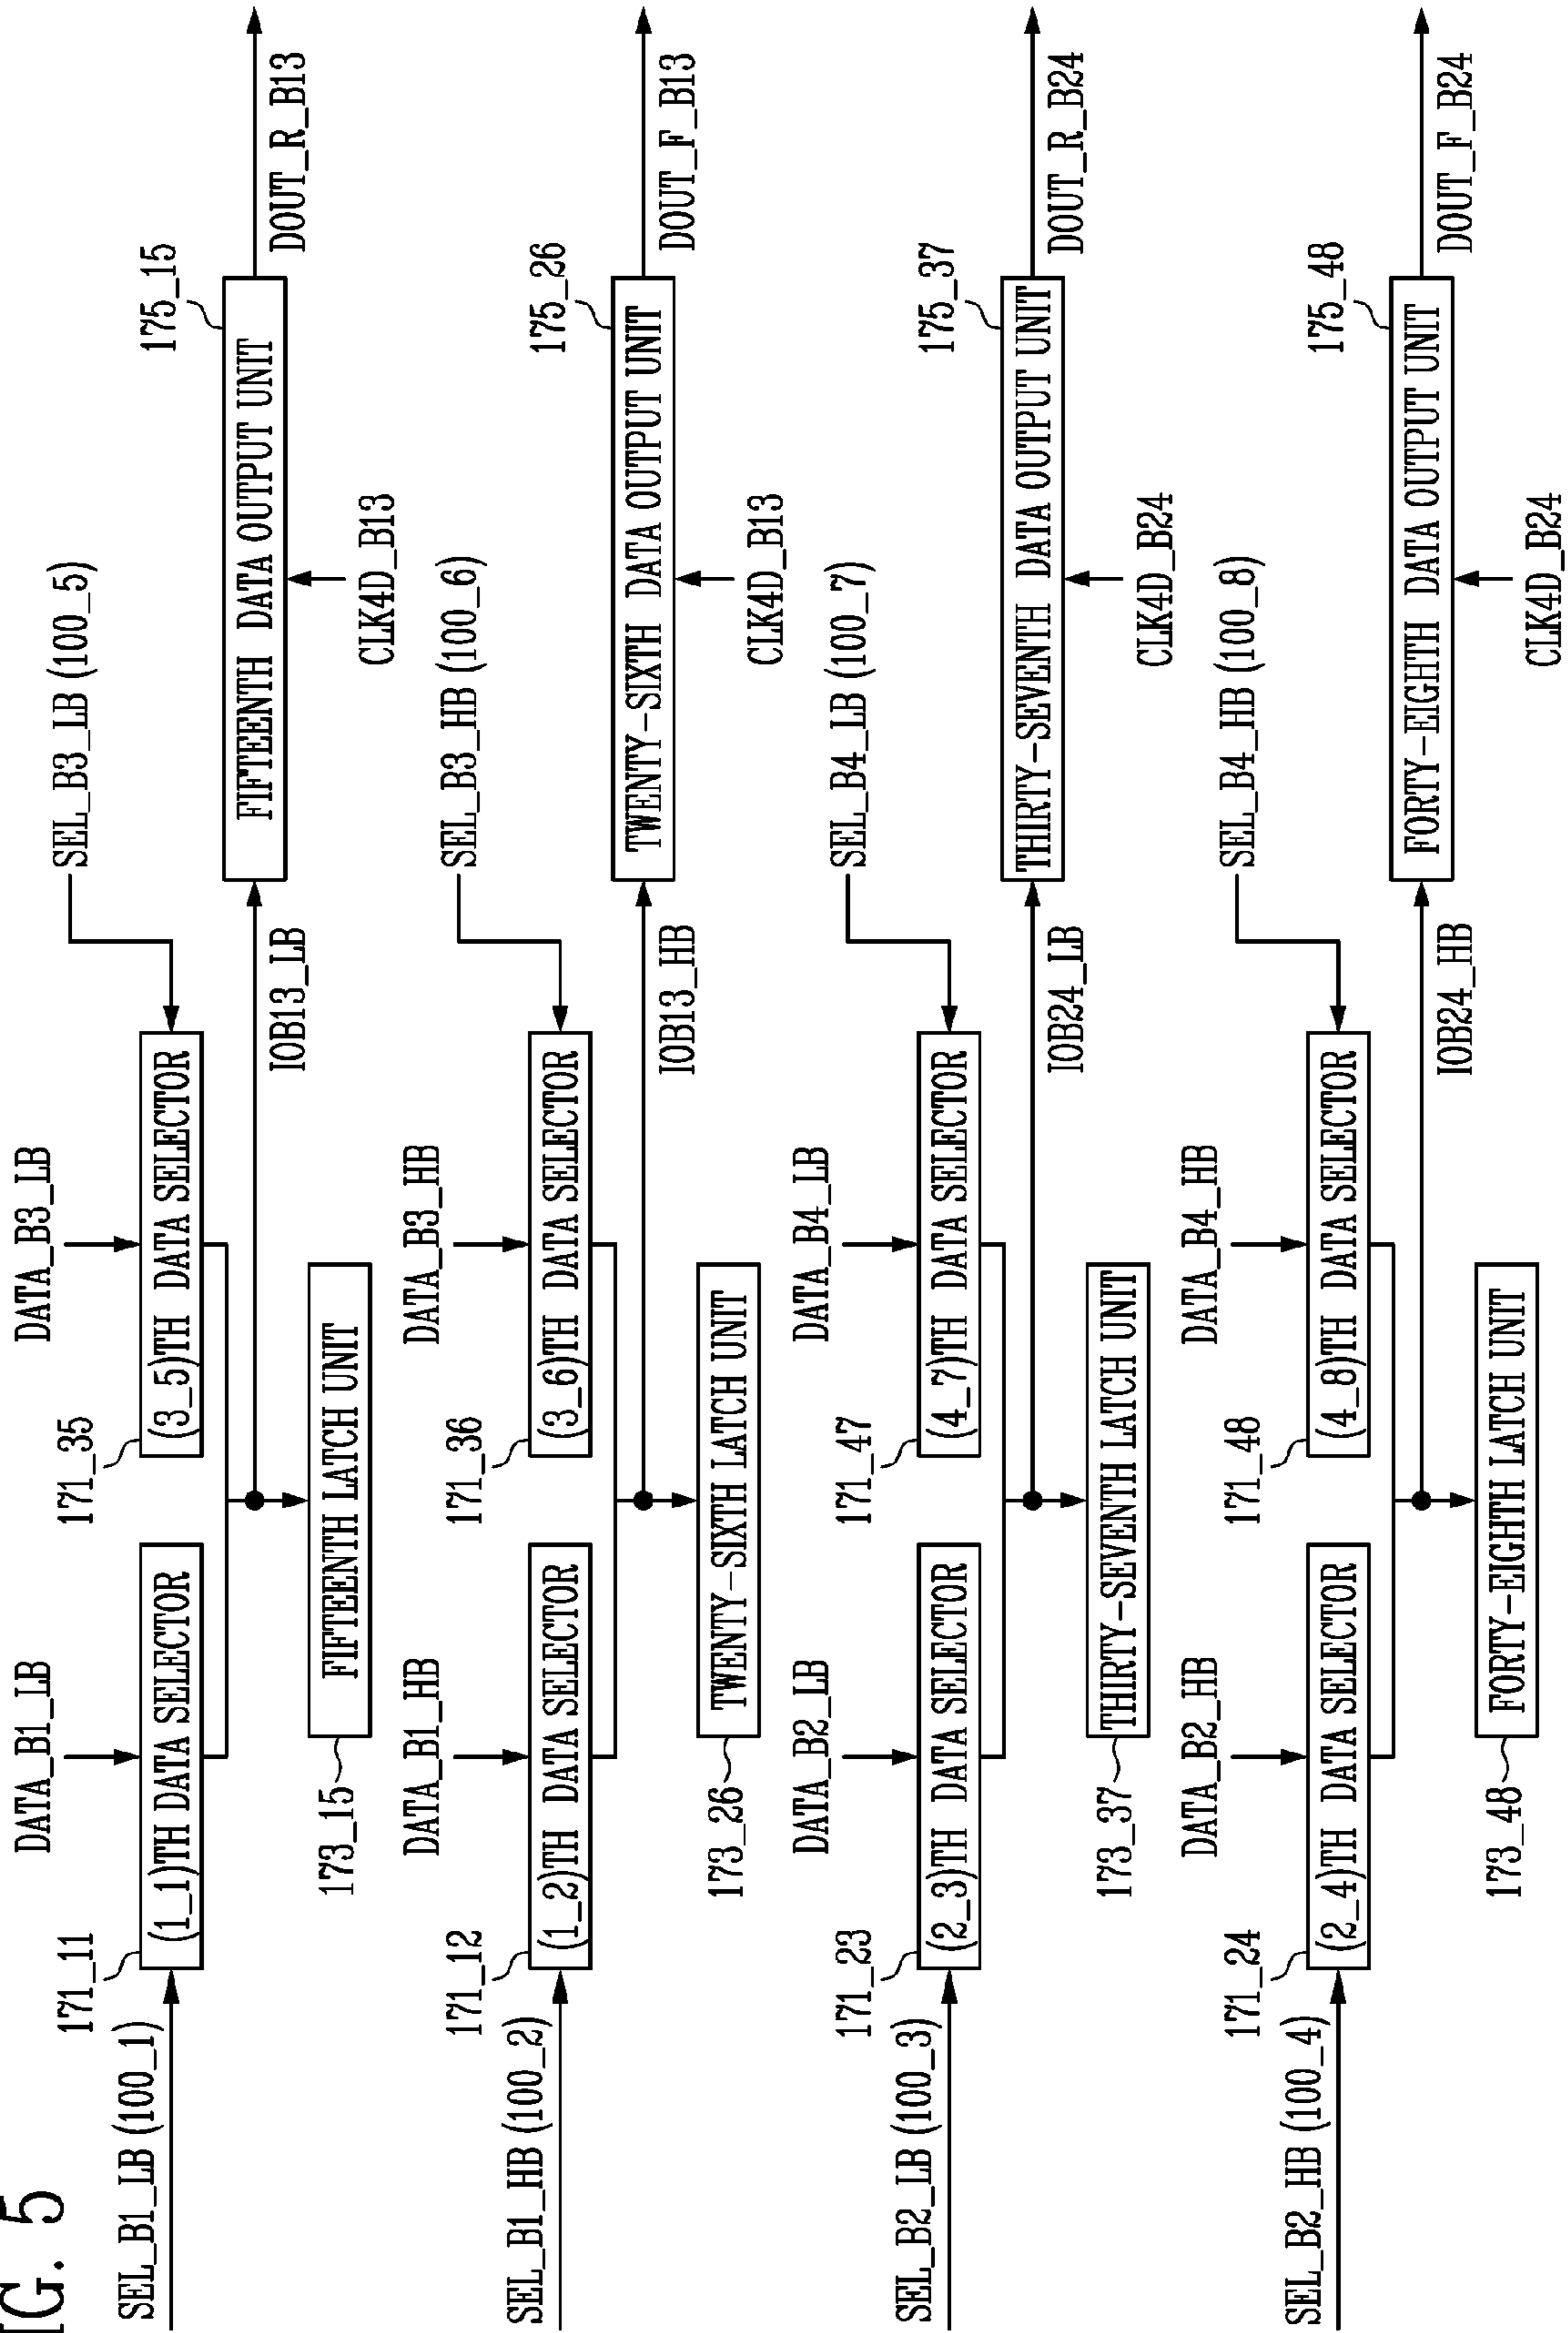 IG. 5
DATA_B1_LB
DATA_B3_LB
SEL_B3_LB (100_5)
SEL_B1_LB (100_1)
171_11
(1_1)TH DATA SELECTOR
171_35
(3_5)TH DATA SELECTOR
175_15
173_15
FIFTEENTH LATCH UNIT
IOB13_LB
FIFTEENTH DATA OUTPUT UNIT
DOUT_R_B13
CLK4D_B13
DATA_B1_HB
DATA_B3_HB
SEL_B3_HB (100_6)
SEL_B1_HB (100_2)
171_12
(1_2)TH DATA SELECTOR
171_36
(3_6)TH DATA SELECTOR
175_26
173_26
TWENTY-SIXTH LATCH UNIT
IOB13_HB
TWENTY-SIXTH DATA OUTPUT UNIT
DOUT_F_B13
CLK4D_B13
DATA_B2_LB
DATA_B4_LB
SEL_B4_LB (100_7)
SEL_B2_LB (100_3)
171_23
(2_3)TH DATA SELECTOR
171_47
(4_7)TH DATA SELECTOR
175_37
173_37
THIRTY-SEVENTH LATCH UNIT
IOB24_LB
THIRTY-SEVENTH DATA OUTPUT UNIT
DOUT_R_B24
CLK4D_B24
DATA_B2_HB
DATA_B4_HB
SEL_B4_HB (100_8)
SEL_B2_HB (100_4)
171_24
(2_4)TH DATA SELECTOR
171_48
(4_8)TH DATA SELECTOR
175_48
173_48
FORTY-EIGHTH LATCH UNIT
IOB24_HB
FORTY-EIGHTH DATA OUTPUT UNIT
DOUT_F_B24
CLK4D_B24